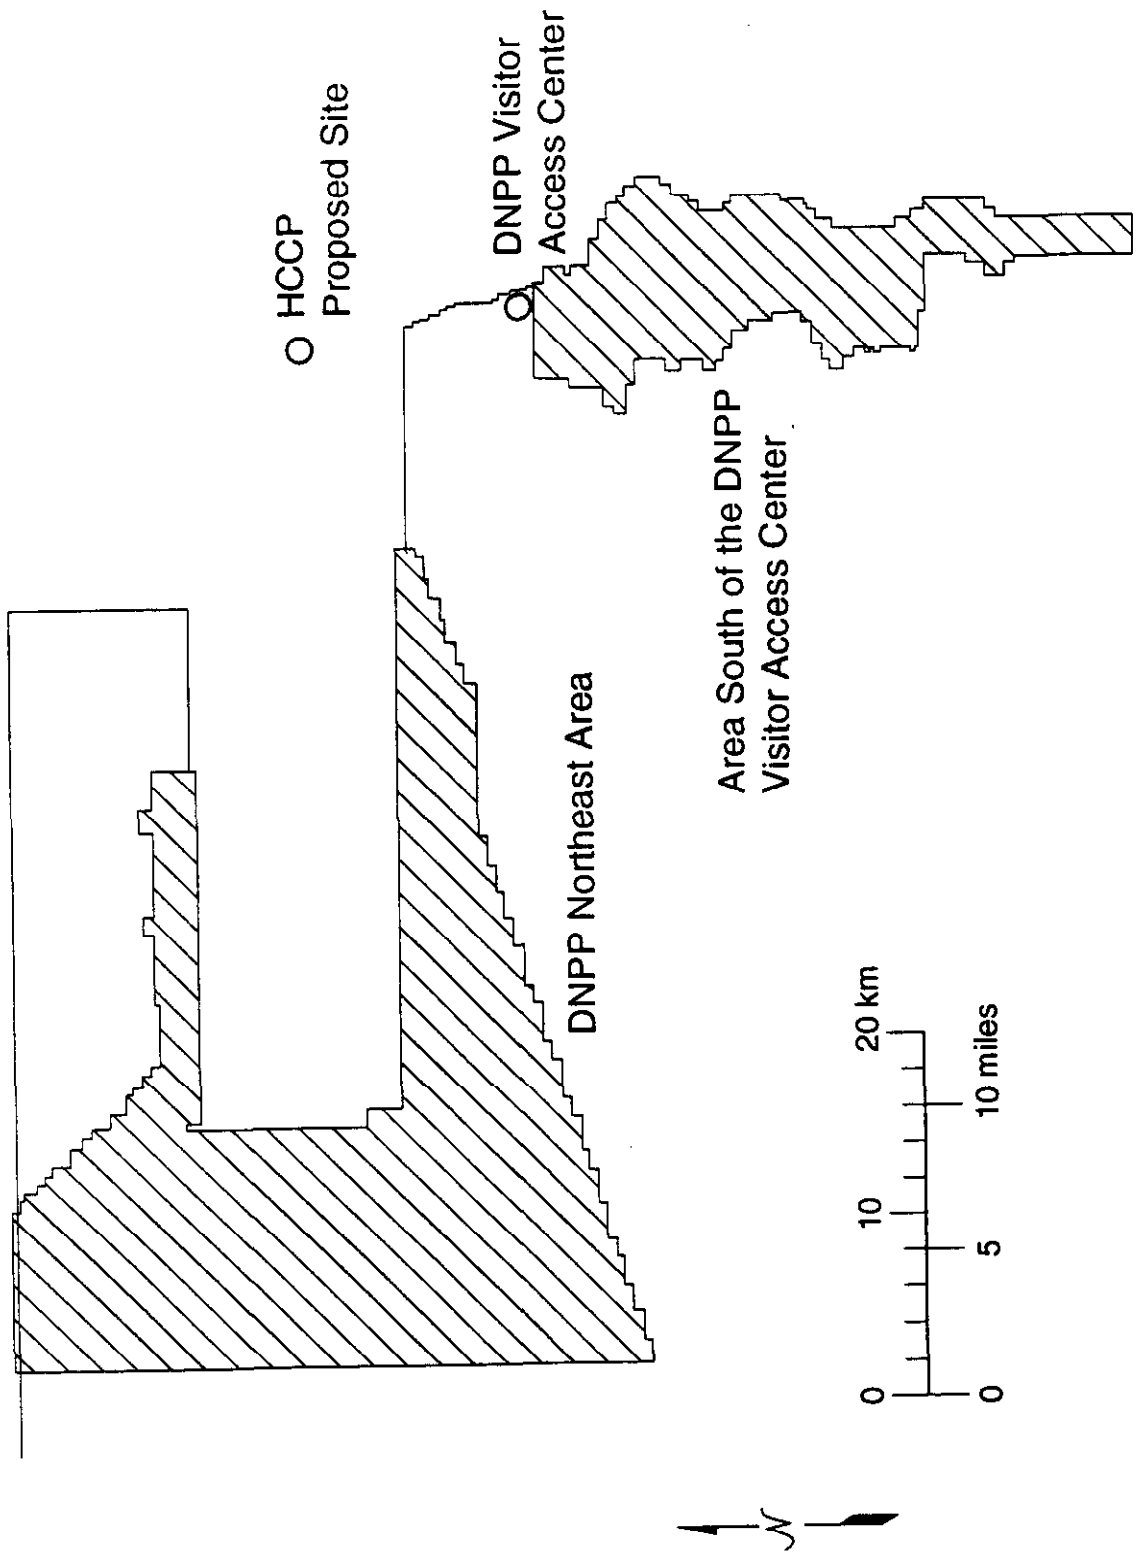 HCCP
Proposed Site
DNPP Visitor
Access Center
DNPP Northeast Area
Area South of the DNPP
Visitor Access Center
0 10 20 km
0 5 10 miles
N